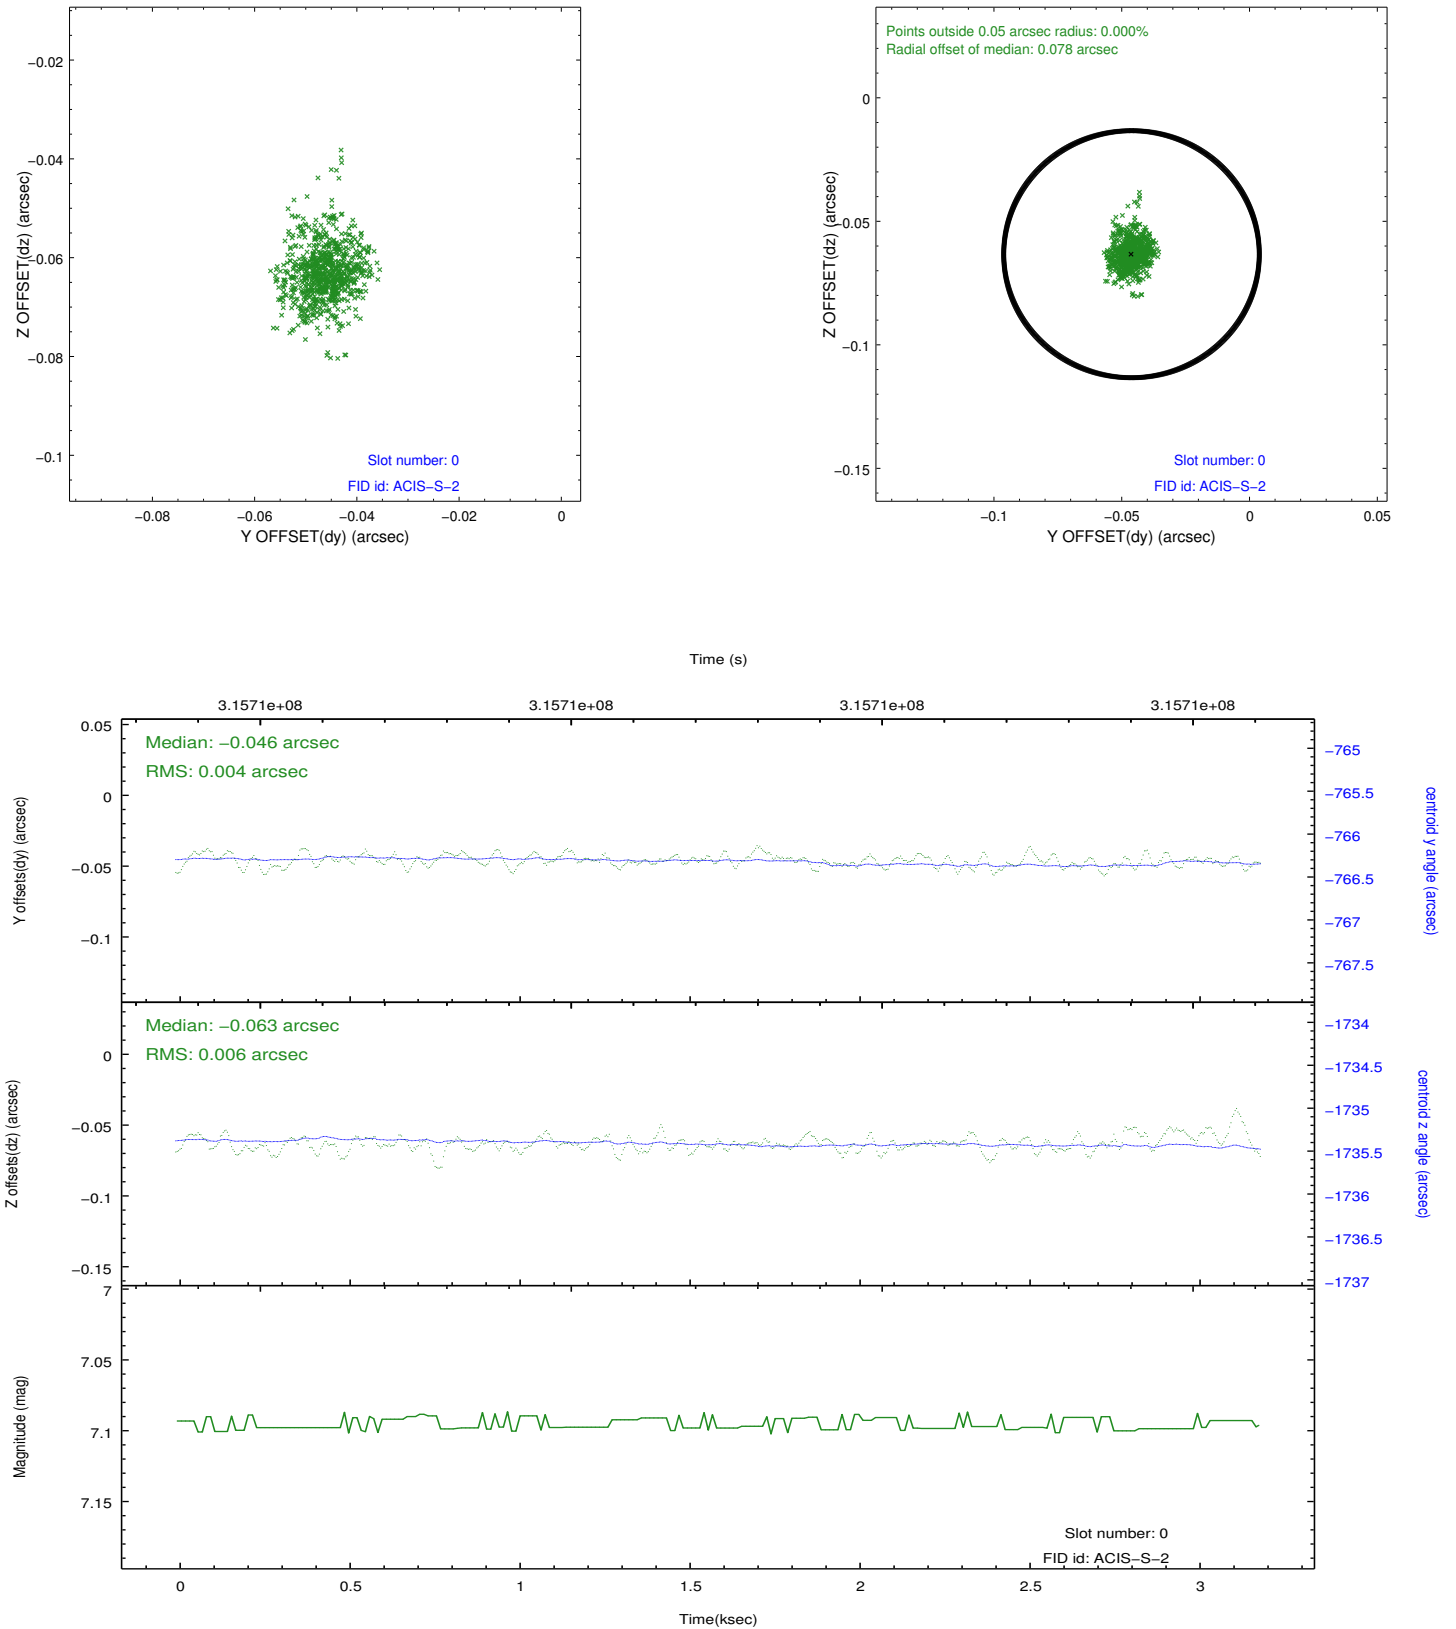 −0.02
−0.04
−0.06
−0.08
−0.1
Z OFFSET(dz) (arcsec)
Slot number: 0
FID id: ACIS−S−2
−0.08 −0.06 −0.04 −0.02 0
Y OFFSET(dy) (arcsec)
Points outside 0.05 arcsec radius: 0.000%
Radial offset of median: 0.078 arcsec
0
−0.05
−0.1
−0.15
Z OFFSET(dz) (arcsec)
Slot number: 0
FID id: ACIS−S−2
−0.1 −0.05 0 0.05
Y OFFSET(dy) (arcsec)
Time (s)
3.1571e+08 3.1571e+08 3.1571e+08 3.1571e+08
0.05
0
−0.05
−0.1
Y offsets(dy) (arcsec)
Median: −0.046 arcsec
RMS: 0.004 arcsec
−765
−765.5
−766
−766.5
−767
−767.5
centroid y angle (arcsec)
0
−0.05
−0.1
−0.15
Z offsets(dz) (arcsec)
Median: −0.063 arcsec
RMS: 0.006 arcsec
−1734
−1734.5
−1735
−1735.5
−1736
−1736.5
−1737
centroid z angle (arcsec)
7
7.05
7.1
7.15
Magnitude (mag)
Slot number: 0
FID id: ACIS−S−2
0 0.5 1 1.5 2 2.5 3
Time(ksec)